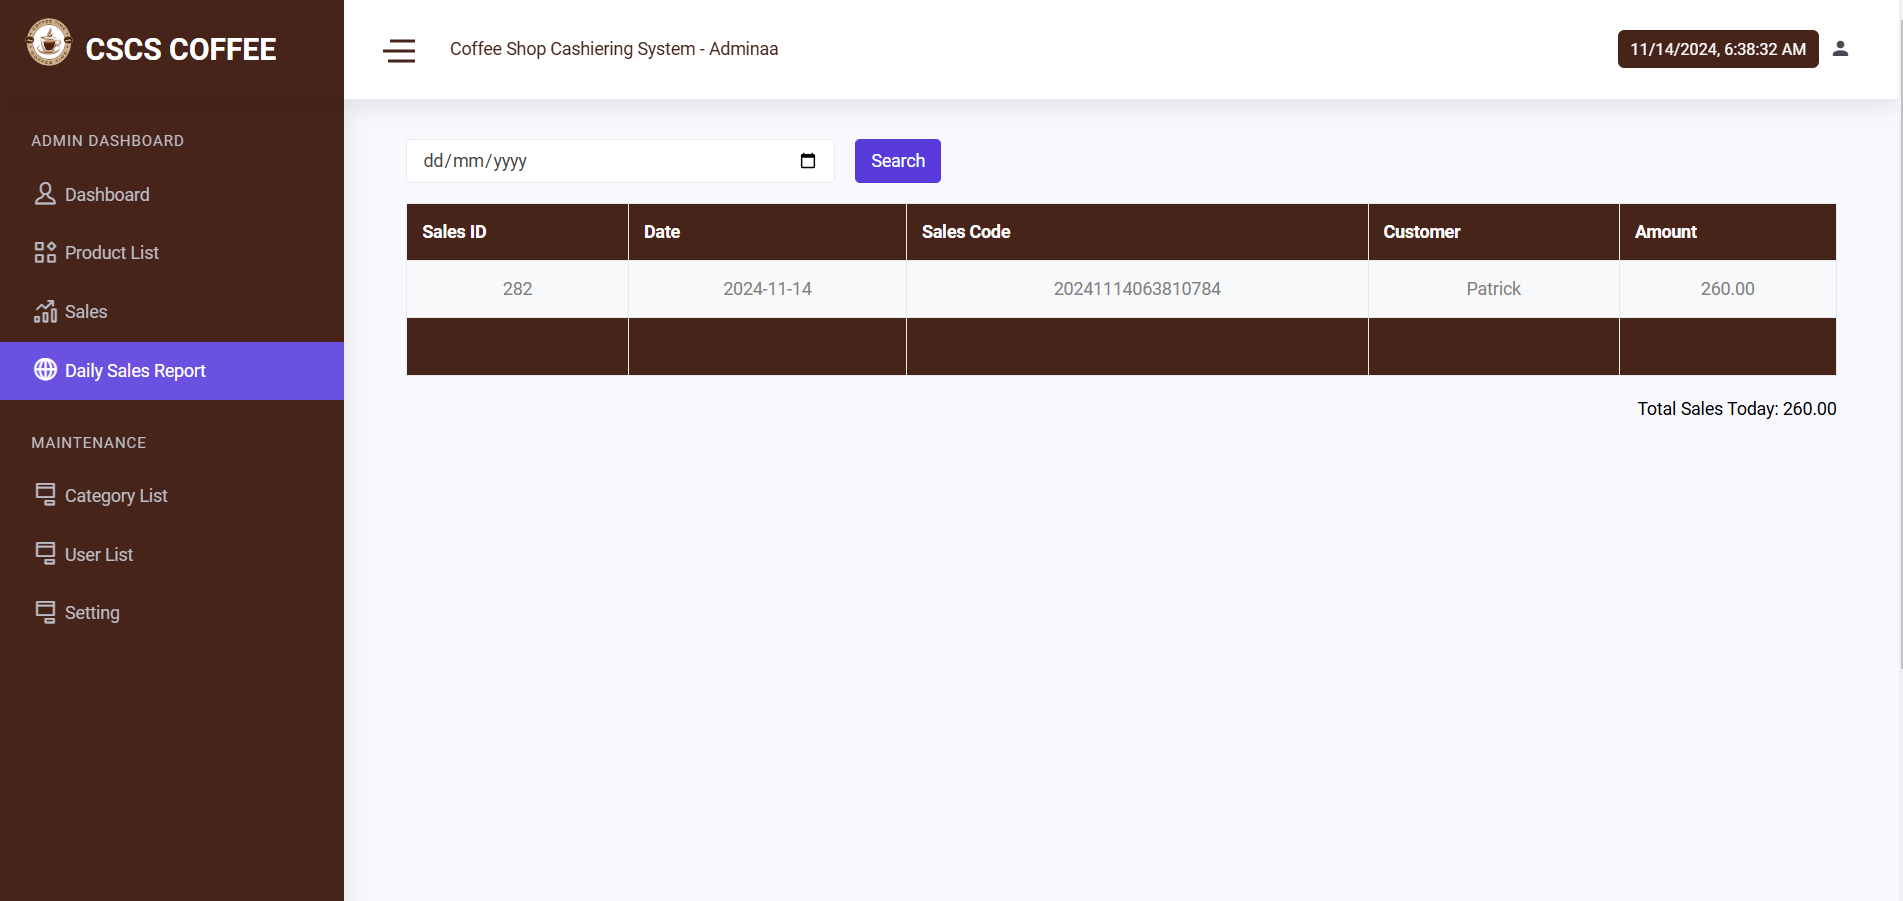 CSCS COFFEE
Coffee Shop Cashiering System - Adminaa
11/14/2024, 6:38:32 AM
ADMIN DASHBOARD
Dashboard
Product List
Sales
Daily Sales Report
MAINTENANCE
Category List
User List
Setting
dd/mm/yyyy
Search
Sales ID Date Sales Code Customer Amount
282 2024-11-14 20241114063810784 Patrick 260.00
Total Sales Today: 260.00